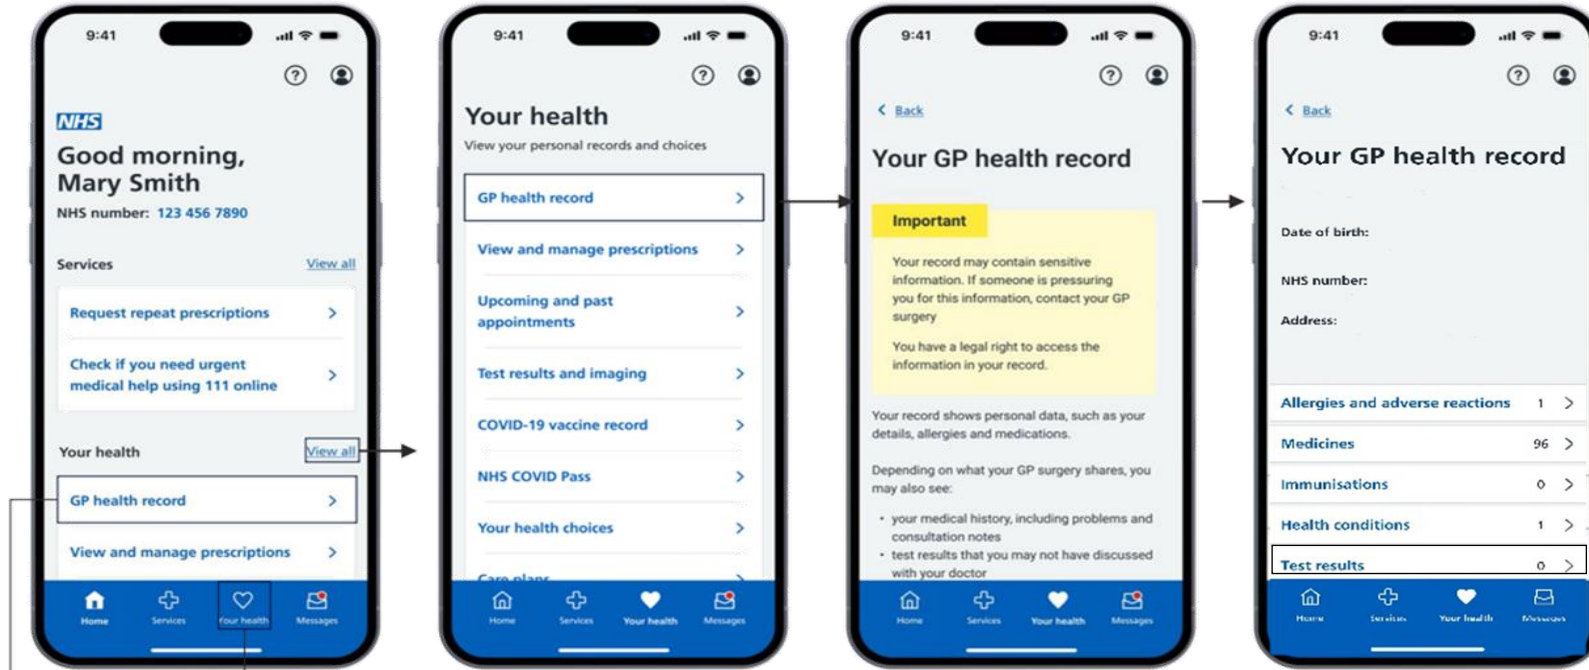 9:41
NHS
Good morning,
Mary Smith
NHS number: 123 456 7890
Services View all
Request repeat prescriptions
Check if you need urgent
medical help using 111 online
Your health View all
GP health record
View and manage prescriptions
Home Services Your health Messages
9:41
Your health
View your personal records and choices
GP health record
View and manage prescriptions
Upcoming and past
appointments
Test results and imaging
COVID-19 vaccine record
NHS COVID Pass
Your health choices
Care plans
Home Services Your health Messages
9:41
Back
Your GP health record
Important
Your record may contain sensitive
information. If someone is pressuring
you for this information, contact your GP
surgery
You have a legal right to access the
information in your record.
Your record shows personal data, such as your
details, allergies and medications.
Depending on what your GP surgery shares, you
may also see:
• your medical history, including problems and
consultation notes
• test results that you may not have discussed
with your doctor
Home Services Your health Messages
9:41
Back
Your GP health record
Date of birth:
NHS number:
Address:
Allergies and adverse reactions 1
Medicines 96
Immunisations 0
Health conditions 1
Test results 0
Home Services Your health Messages